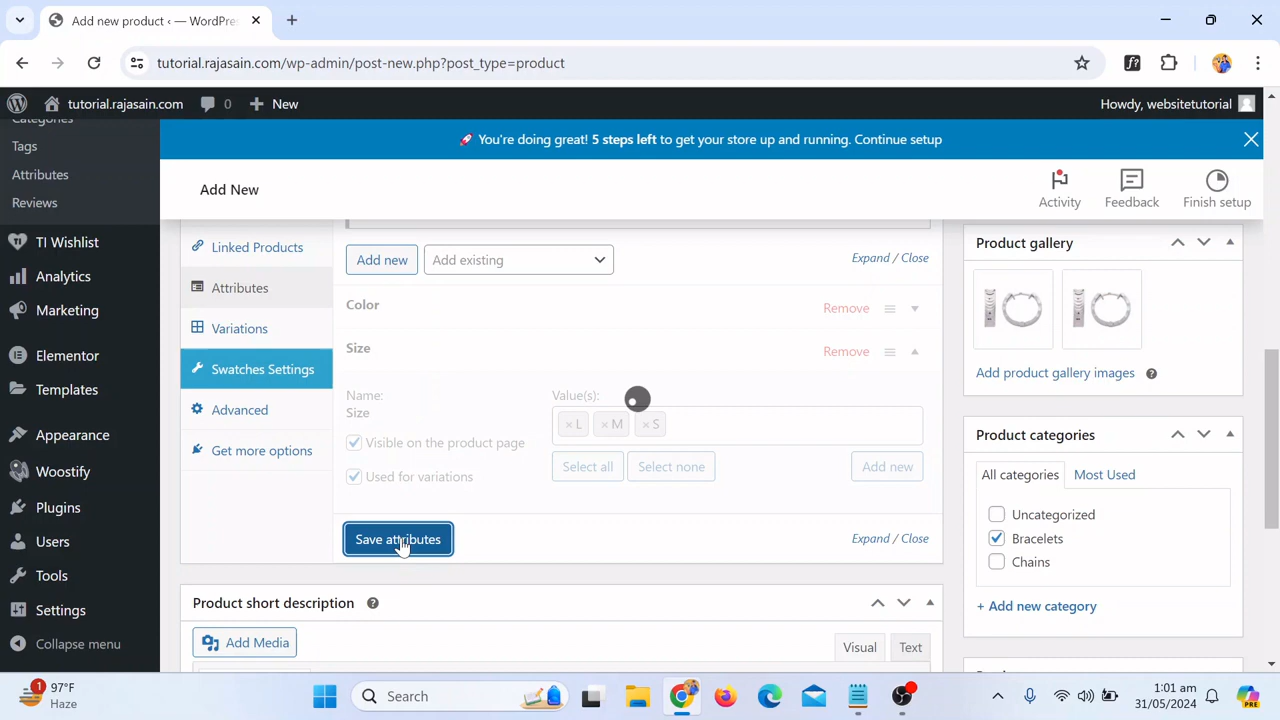 Add new product ‹ — WordPre
tutorial.rajasain.com/wp-admin/post-new.php?post_type=product
tutorial.rajasain.com 0 New
Howdy, websitetutorial
Categories
Tags
Attributes
Reviews
TI Wishlist
Analytics
Marketing
Elementor
Templates
Appearance
Woostify
Plugins
Users
Tools
Settings
Collapse menu
🚀 You're doing great! 5 steps left to get your store up and running. Continue setup
Add New
Activity
Feedback
Finish setup
Linked Products
Attributes
Variations
Swatches Settings
Advanced
Get more options
Add new
Add existing
Expand / Close
Color
Remove
Size
Remove
Name:
Size
Visible on the product page
Used for variations
Value(s):
× L × M × S
Select all
Select none
Add new
Save attributes
Expand / Close
Product short description
Add Media
Visual
Text
Product gallery
Add product gallery images
Product categories
All categories
Most Used
Uncategorized
Bracelets
Chains
+ Add new category
1
97°F
Haze
Search
PRE
1:01 am
31/05/2024